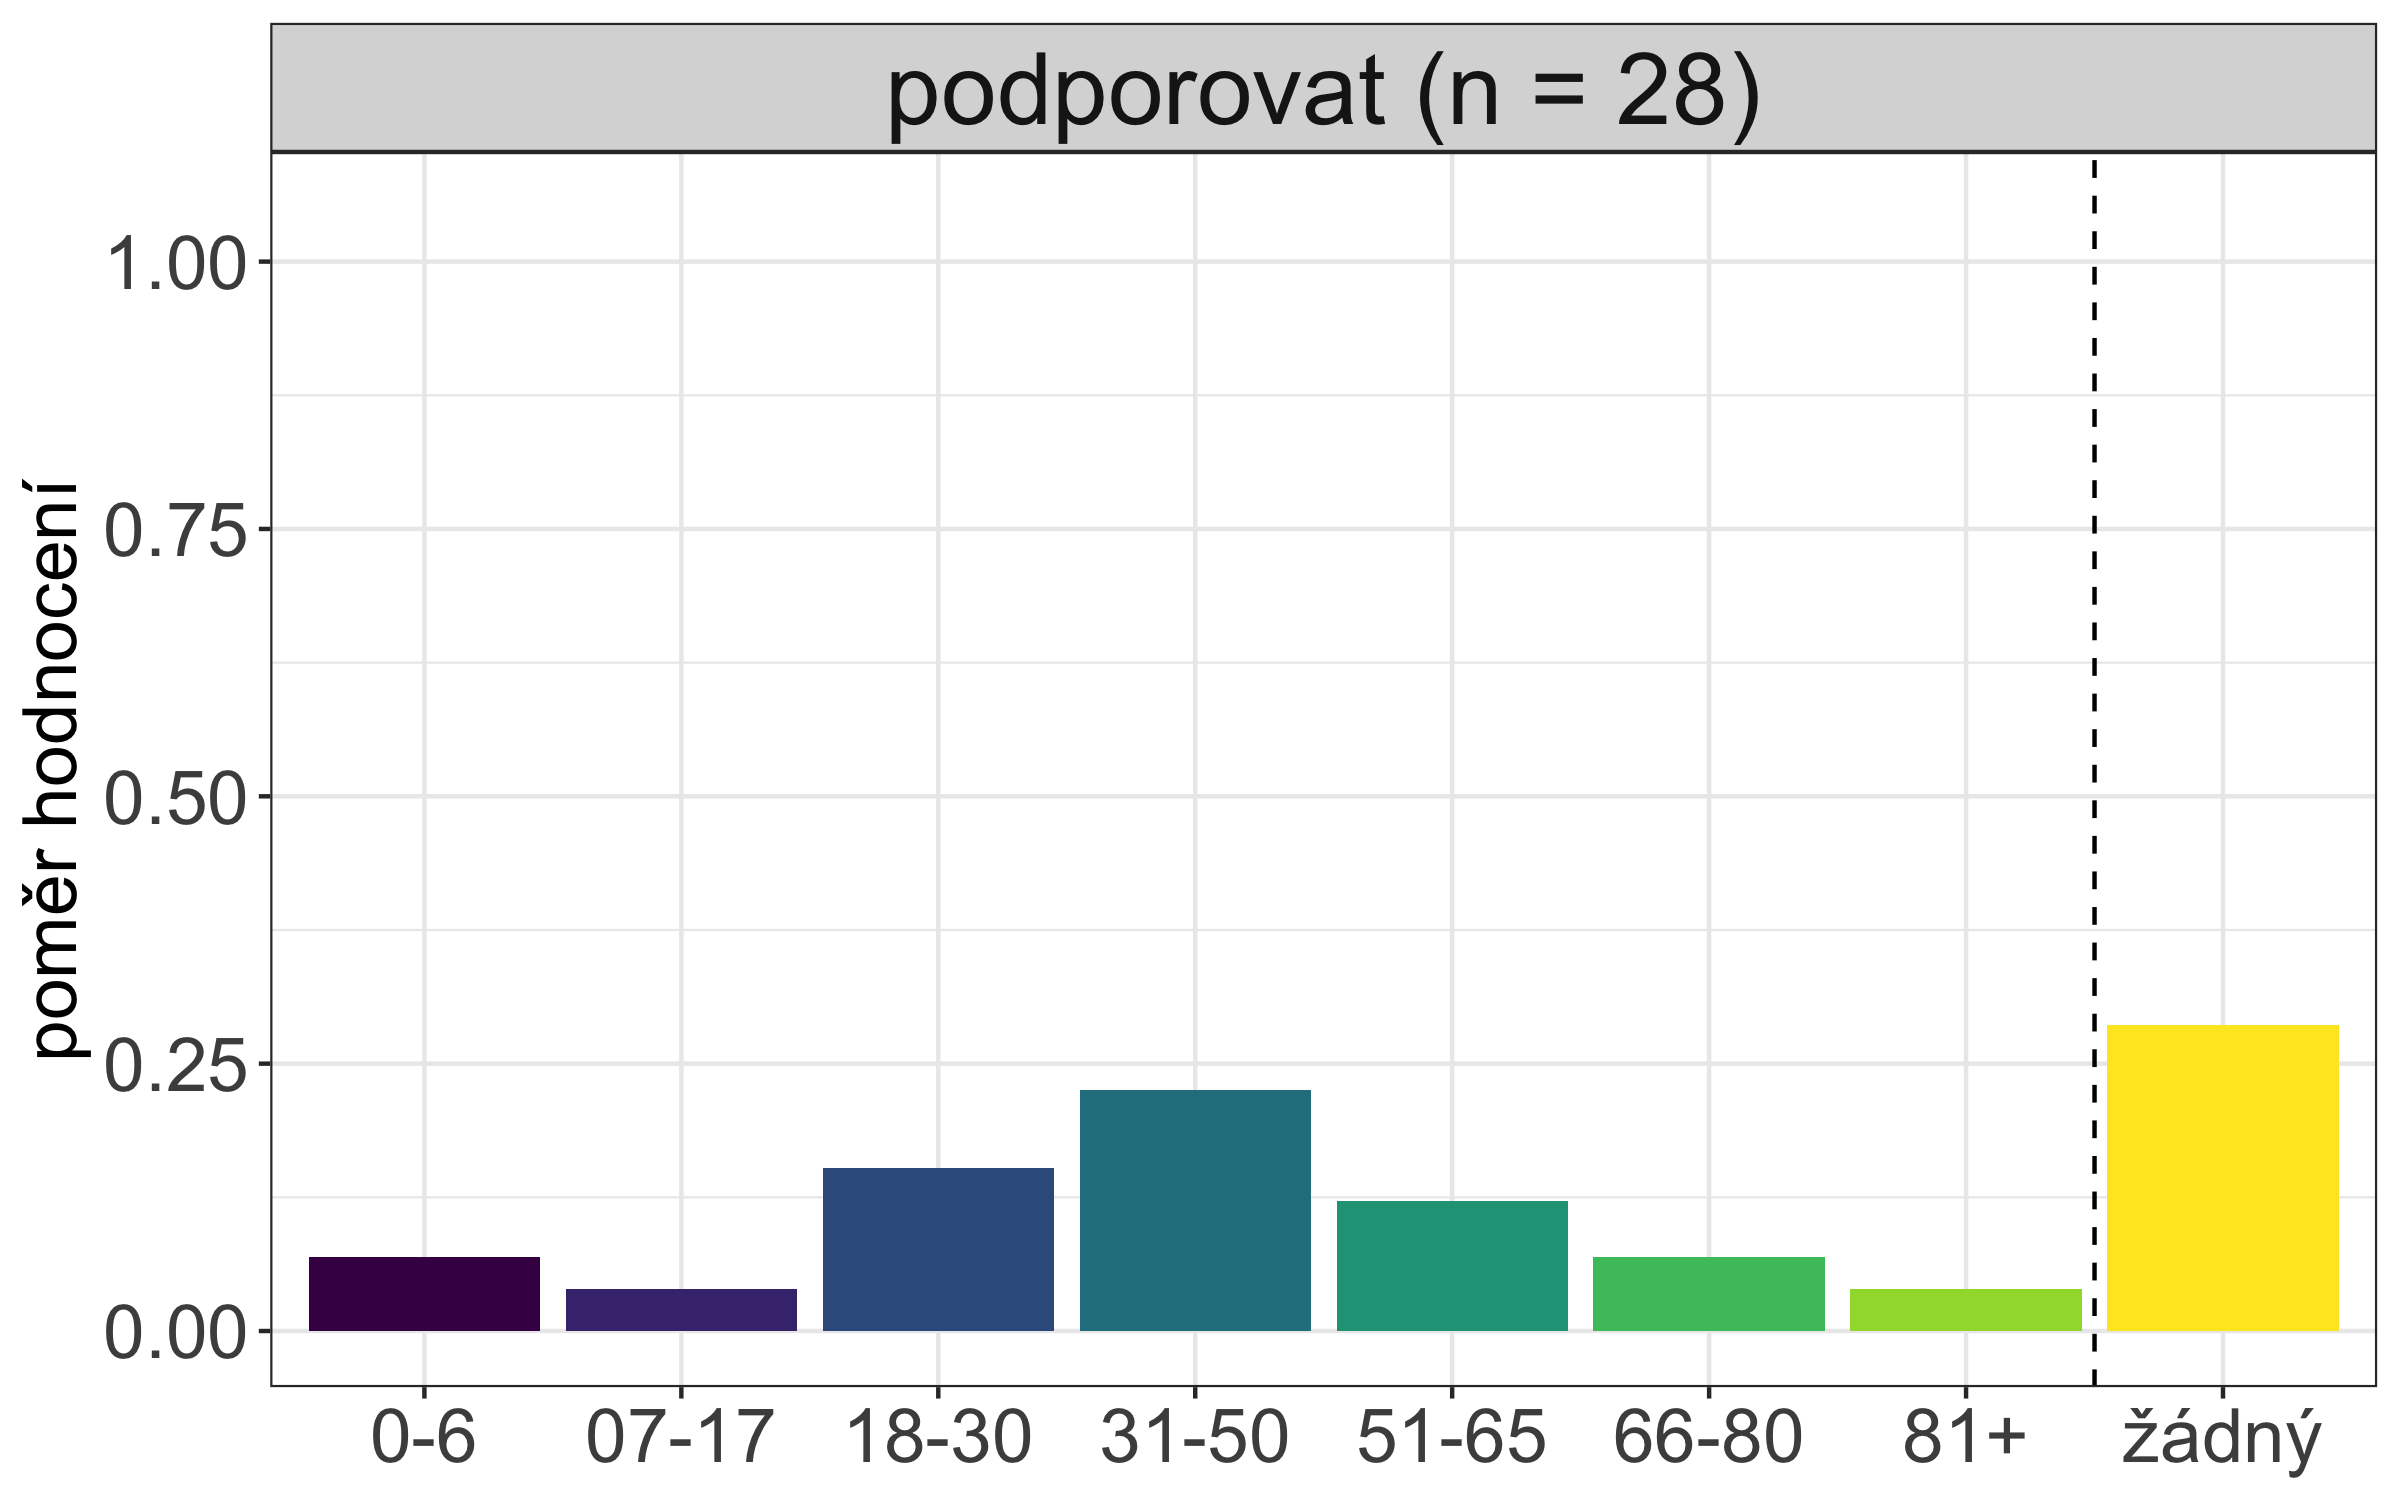 podporovat (n = 28)
poměr hodnocení
1.00
0.75
0.50
0.25
0.00
0-6 07-17 18-30 31-50 51-65 66-80 81+ žádný